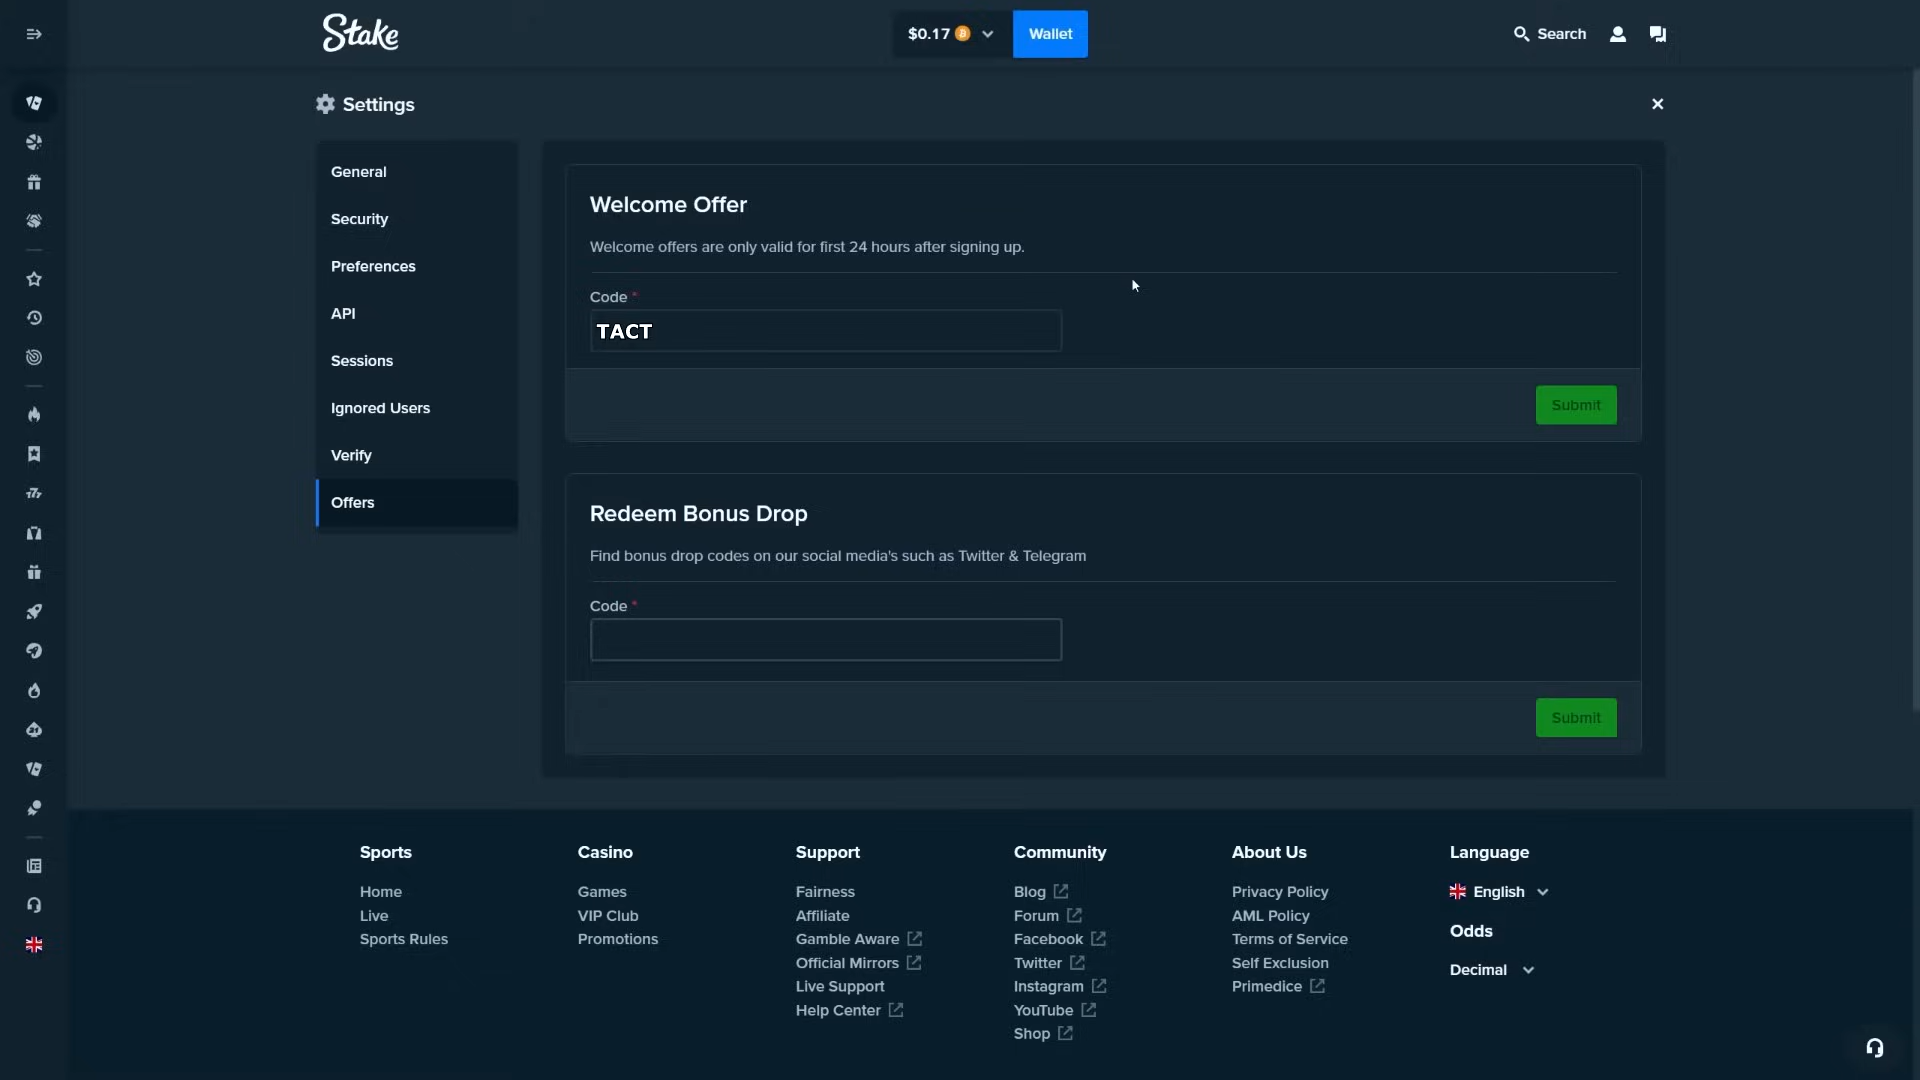 Stake
$0.17
Wallet
Search
Settings
General
Security
Preferences
API
Sessions
Ignored Users
Verify
Offers
Welcome Offer
Welcome offers are only valid for first 24 hours after signing up.
Code *
TACT
Submit
Redeem Bonus Drop
Find bonus drop codes on our social media's such as Twitter & Telegram
Code *
Submit
Sports
Home
Live
Sports Rules
Casino
Games
VIP Club
Promotions
Support
Fairness
Affiliate
Gamble Aware
Official Mirrors
Live Support
Help Center
Community
Blog
Forum
Facebook
Twitter
Instagram
YouTube
Shop
About Us
Privacy Policy
AML Policy
Terms of Service
Self Exclusion
Primedice
Language
English
Odds
Decimal